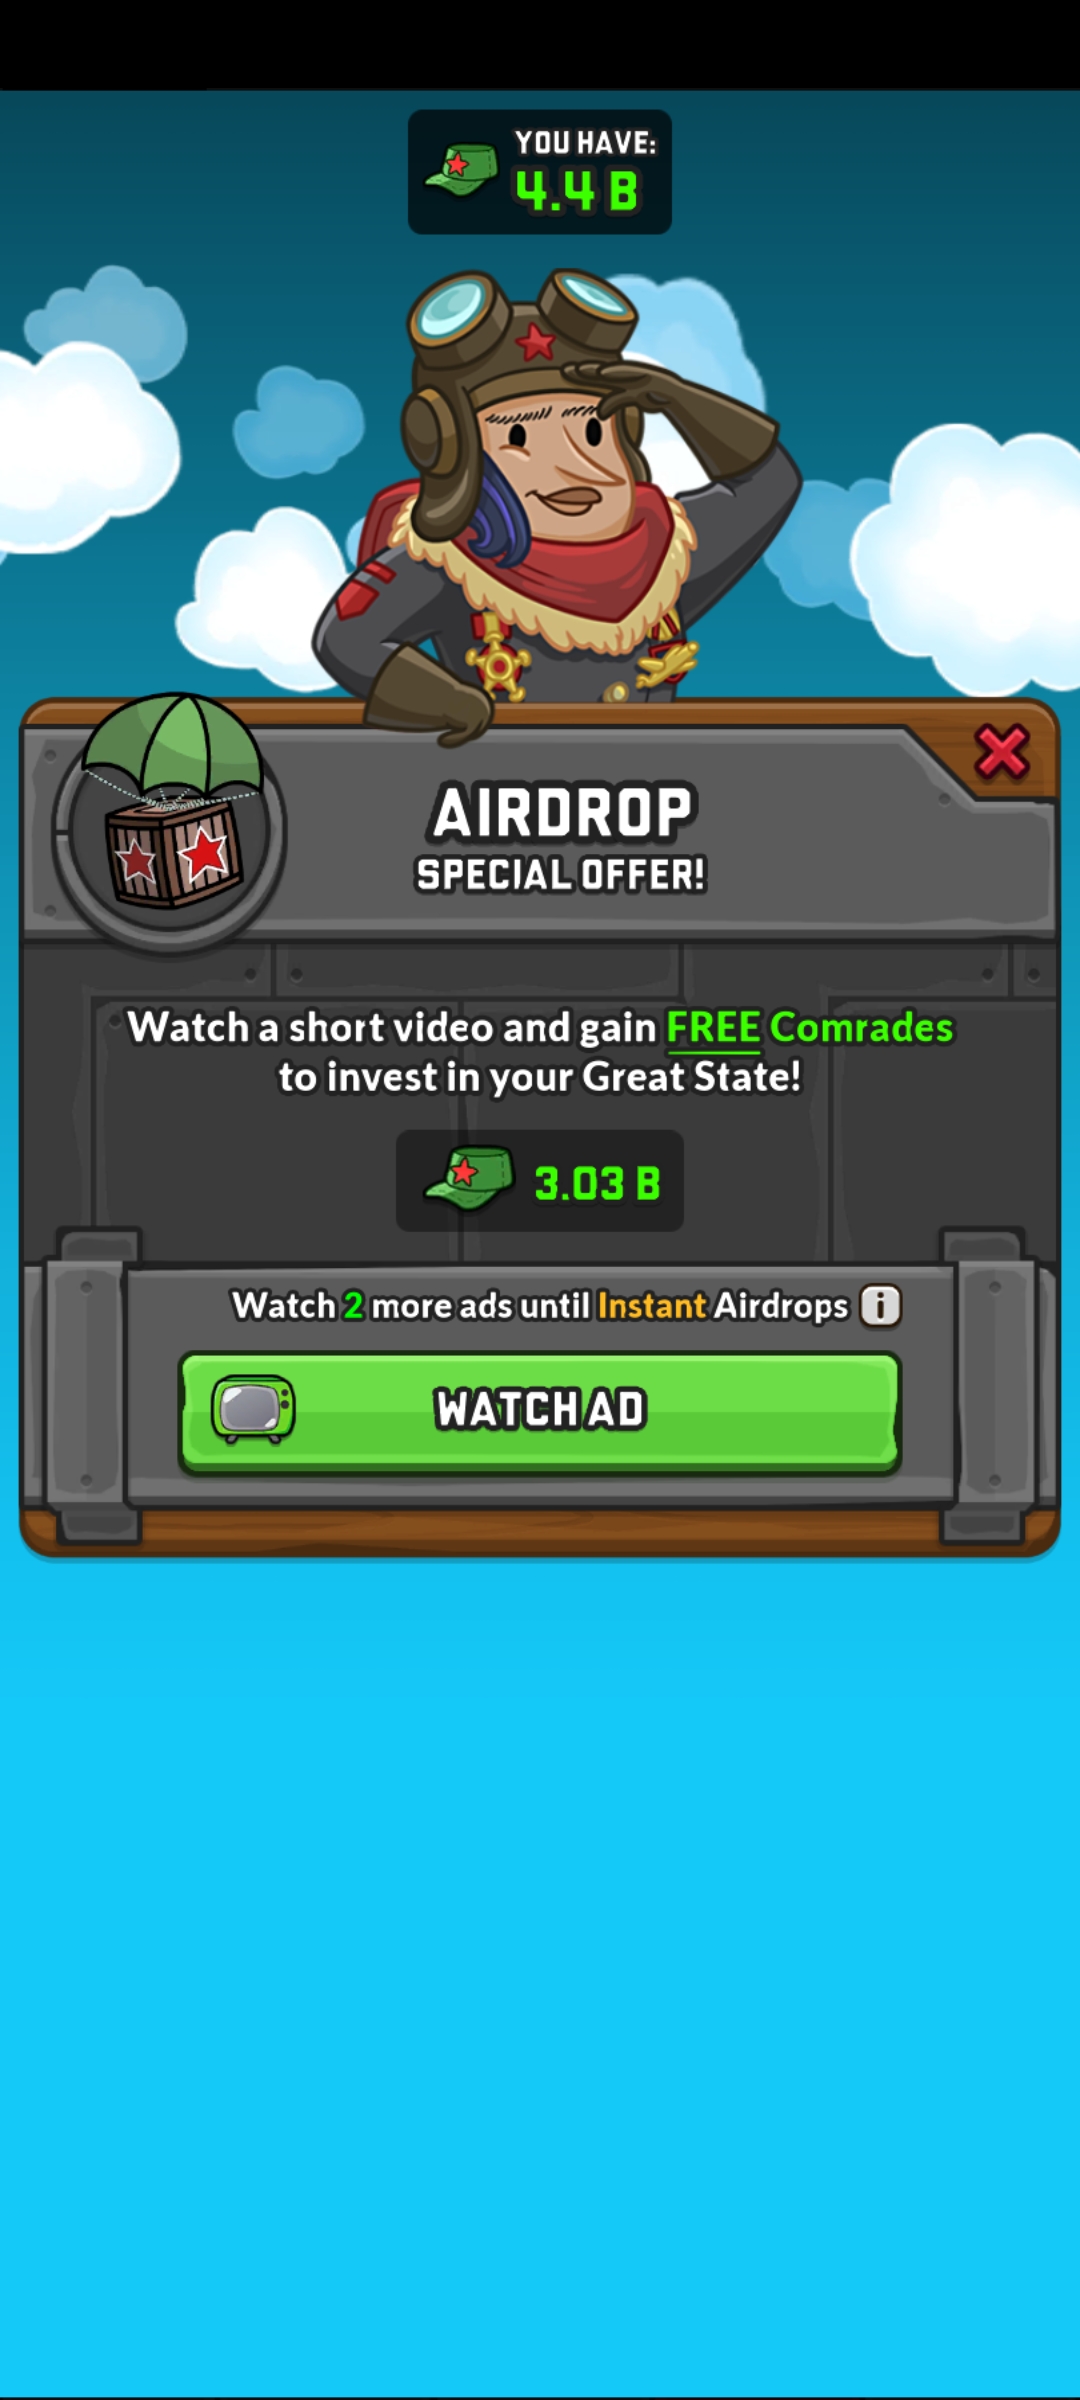 YOU HAVE:
4.4 B
AIRDROP
SPECIAL OFFER!
Watch a short video and gain FREE Comrades
to invest in your Great State!
3.03 B
Watch 2 more ads until Instant Airdrops i
WATCH AD